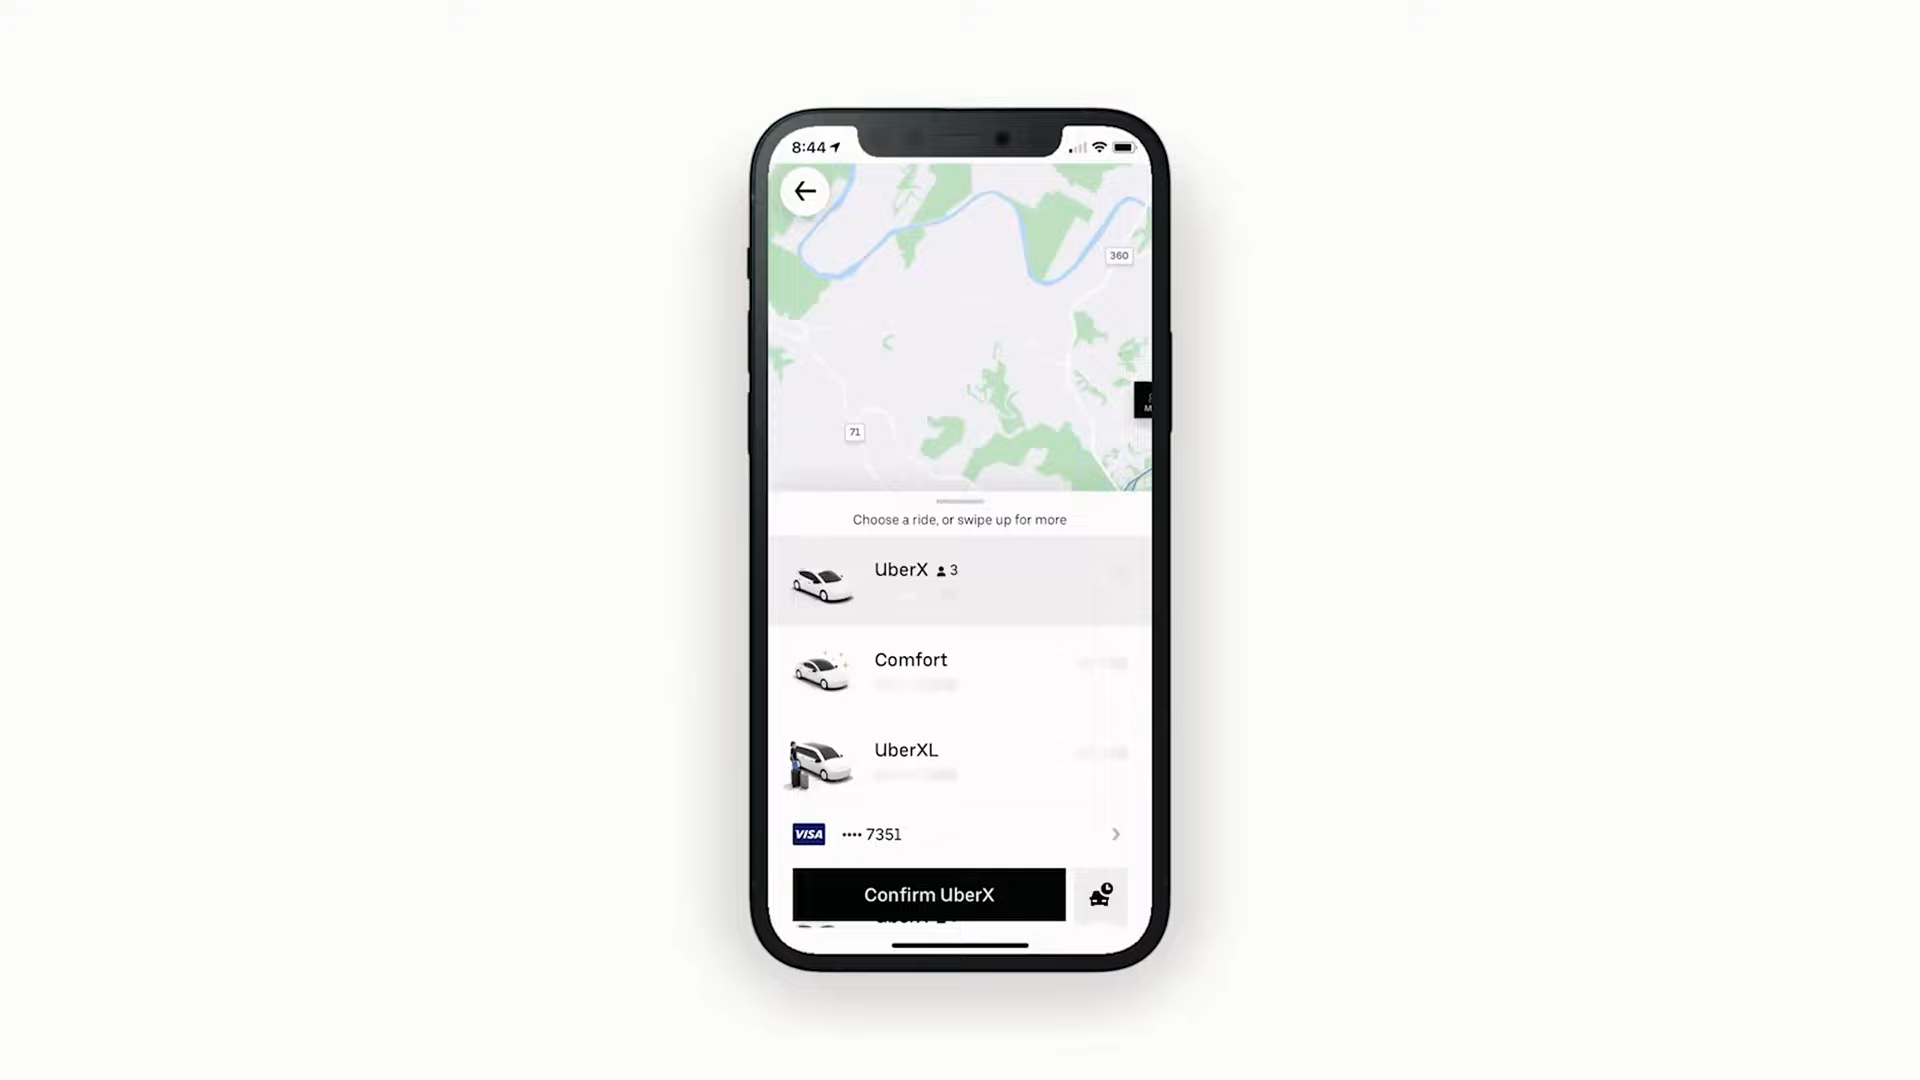 8:44
360
71
Choose a ride, or swipe up for more
UberX 3
Comfort
UberXL
VISA •••• 7351
Confirm UberX